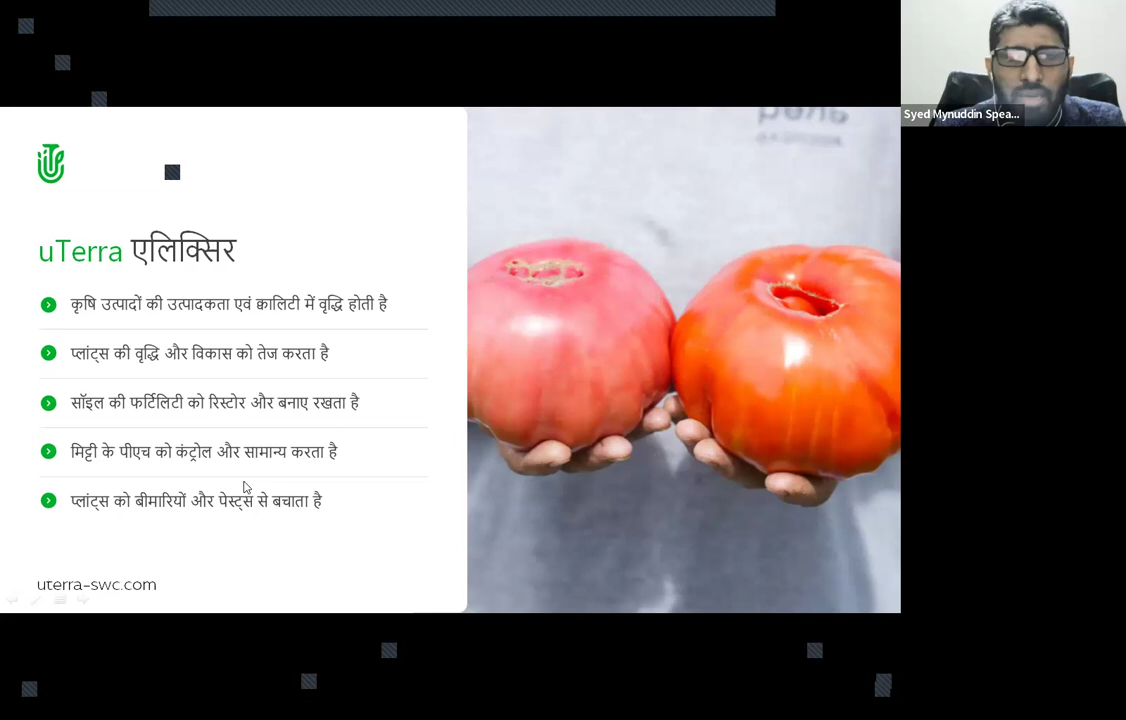 Syed Mynuddin Spea...
uTerra एलिक्सिर
कृषि उत्पादों की उत्पादकता एवं क्वालिटी में वृद्धि होती है
प्लांट्स की वृद्धि और विकास को तेज करता है
सॉइल की फर्टिलिटी को रिस्टोर और बनाए रखता है
मिट्टी के पीएच को कंट्रोल और सामान्य करता है
प्लांट्स को बीमारियों और पेस्ट्स से बचाता है
uterra-swc.com